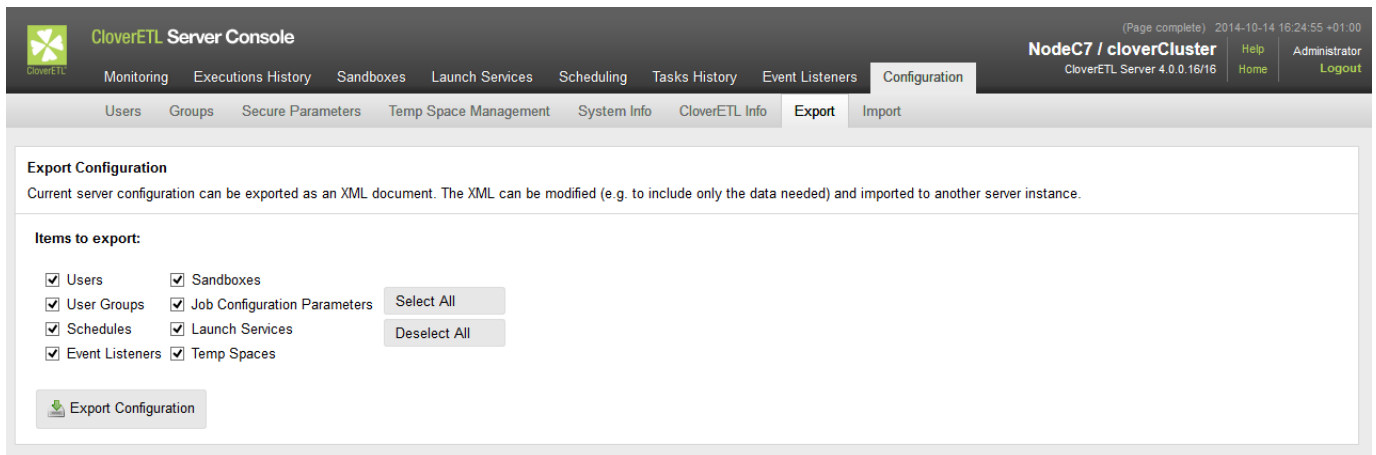 (Page complete) 2014-10-14 16:24:55 +01:00
CloverETL Server Console
NodeC7 / cloverCluster Help Administrator
CloverETL Server 4.0.0.16/16 Home Logout
CloverETL
Monitoring Executions History Sandboxes Launch Services Scheduling Tasks History Event Listeners Configuration
Users Groups Secure Parameters Temp Space Management System Info CloverETL Info Export Import
Export Configuration
Current server configuration can be exported as an XML document. The XML can be modified (e.g. to include only the data needed) and imported to another server instance.
Items to export:
Users Sandboxes
User Groups Job Configuration Parameters Select All
Schedules Launch Services Deselect All
Event Listeners Temp Spaces
Export Configuration